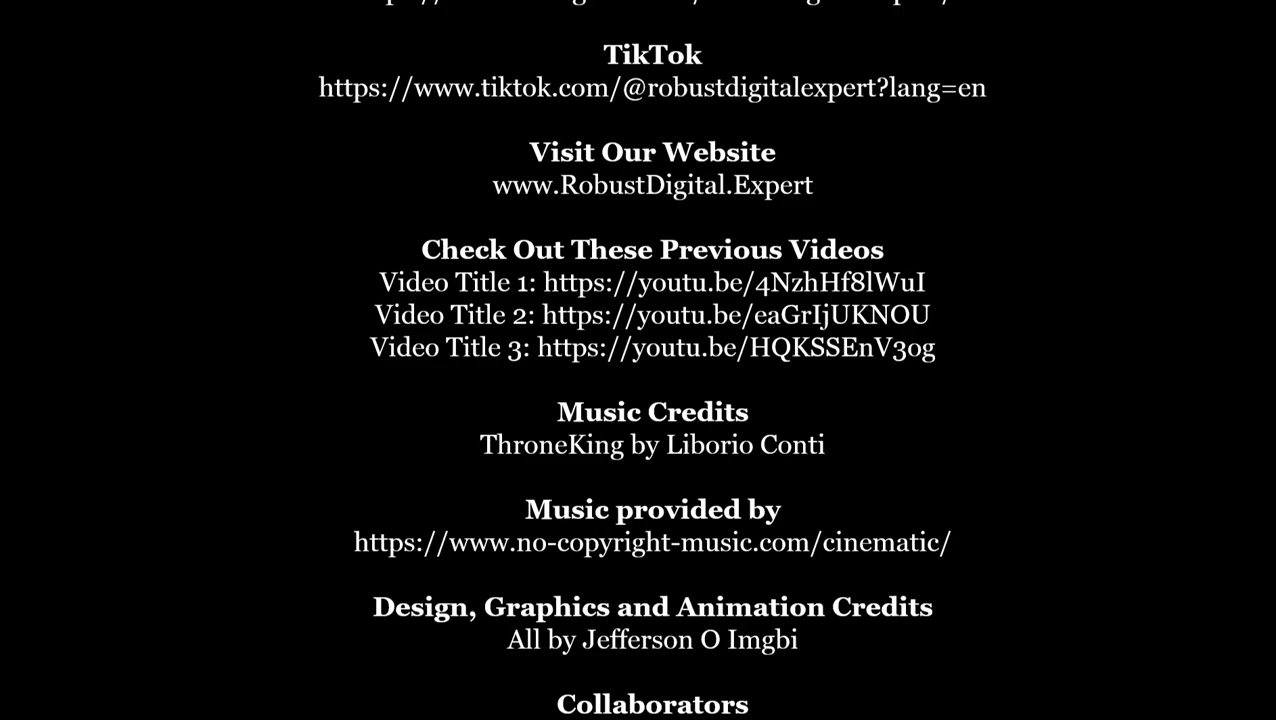 TikTok
https://www.tiktok.com/@robustdigitalexpert?lang=en
Visit Our Website
www.RobustDigital.Expert
Check Out These Previous Videos
Video Title 1: https://youtu.be/4NzhHf8lWuI
Video Title 2: https://youtu.be/eaGrIjUKNOU
Video Title 3: https://youtu.be/HQKSSEnV3og
Music Credits
ThroneKing by Liborio Conti
Music provided by
https://www.no-copyright-music.com/cinematic/
Design, Graphics and Animation Credits
All by Jefferson O Imgbi
Collaborators